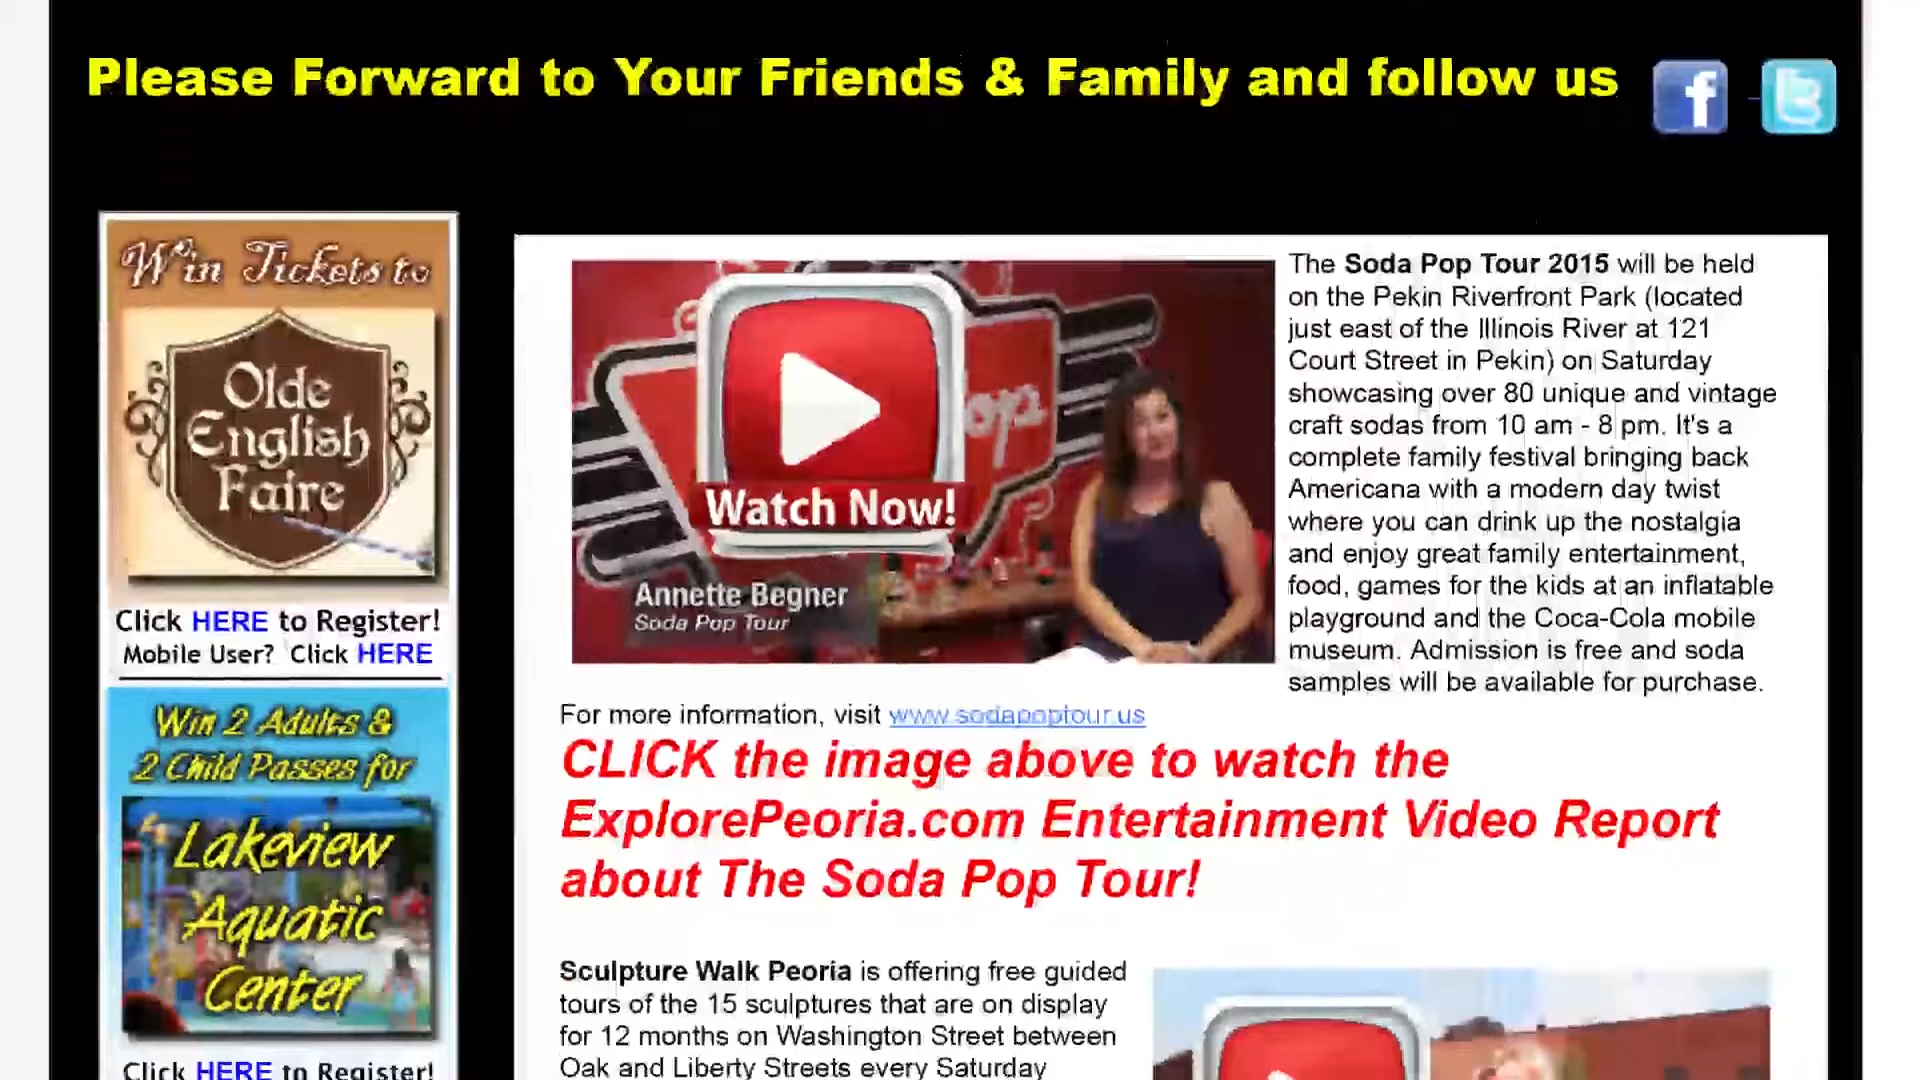 Please Forward to Your Friends & Family and follow us
f
t
Win Tickets to
Olde
English
Faire
Click HERE to Register!
Mobile User? Click HERE
Win 2 Adults &
2 Child Passes for
Lakeview
Aquatic
Center
Click HERE to Register!
Watch Now!
Annette Begner
Soda Pop Tour
The Soda Pop Tour 2015 will be held
on the Pekin Riverfront Park (located
just east of the Illinois River at 121
Court Street in Pekin) on Saturday
showcasing over 80 unique and vintage
craft sodas from 10 am - 8 pm. It's a
complete family festival bringing back
Americana with a modern day twist
where you can drink up the nostalgia
and enjoy great family entertainment,
food, games for the kids at an inflatable
playground and the Coca-Cola mobile
museum. Admission is free and soda
samples will be available for purchase.
For more information, visit www.sodapoptour.us
CLICK the image above to watch the
ExplorePeoria.com Entertainment Video Report
about The Soda Pop Tour!
Sculpture Walk Peoria is offering free guided
tours of the 15 sculptures that are on display
for 12 months on Washington Street between
Oak and Liberty Streets every Saturday